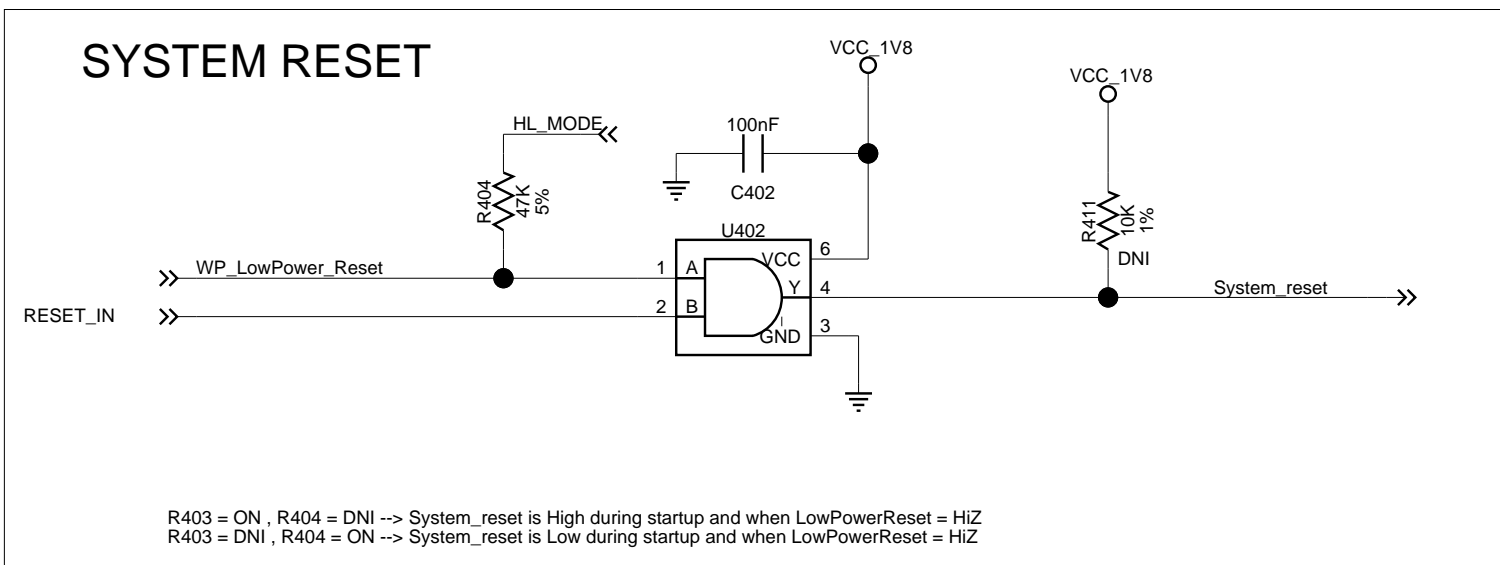 SYSTEM RESET
VCC_1V8
VCC_1V8
HL_MODE
100nF
C402
R404
47K
5%
R411
10K
1%
DNI
U402
WP_LowPower_Reset
RESET_IN
1
A
2
B
VCC
6
Y
4
GND
3
System_reset
R403 = ON , R404 = DNI --> System_reset is High during startup and when LowPowerReset = HiZ
R403 = DNI , R404 = ON --> System_reset is Low during startup and when LowPowerReset = HiZ